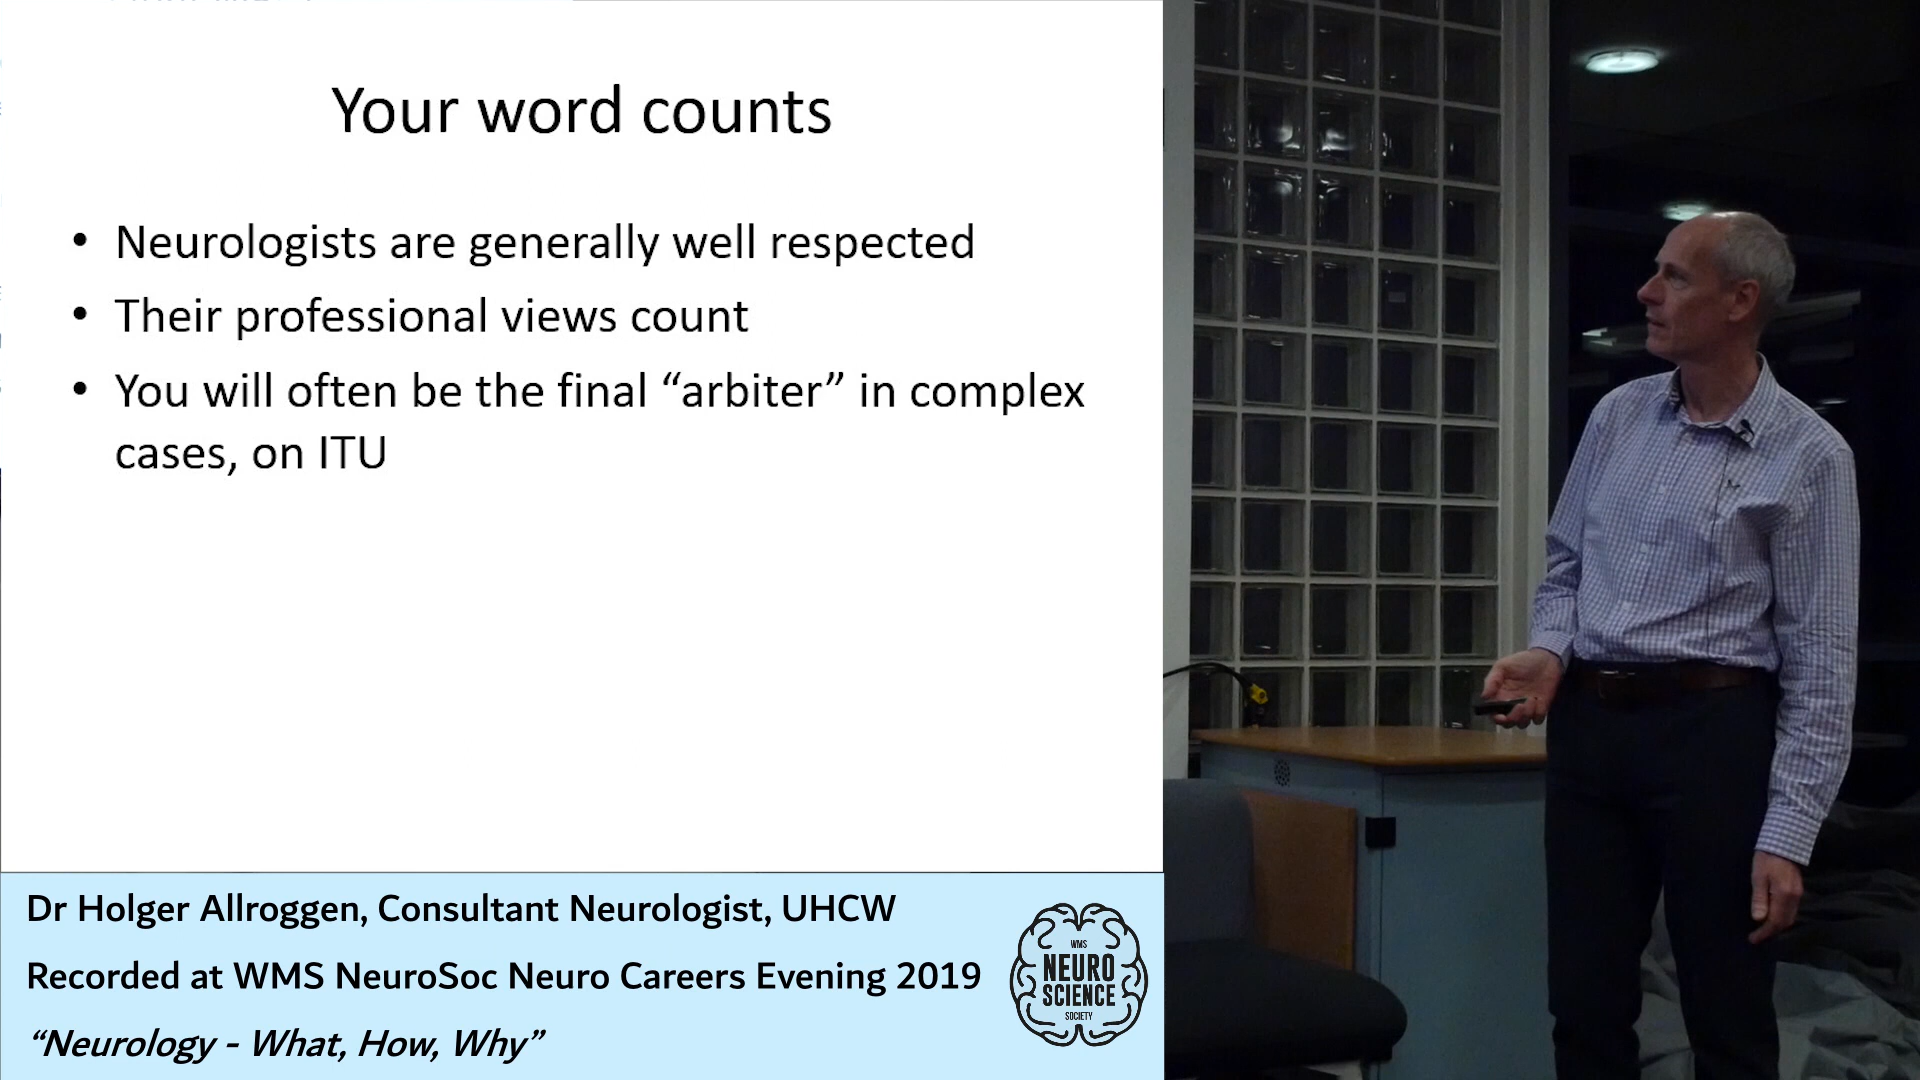 Your word counts
• Neurologists are generally well respected
• Their professional views count
• You will often be the final “arbiter” in complex
cases, on ITU
Dr Holger Allroggen, Consultant Neurologist, UHCW
Recorded at WMS NeuroSoc Neuro Careers Evening 2019
“Neurology - What, How, Why”
WMS
NEURO
SCIENCE
SOCIETY